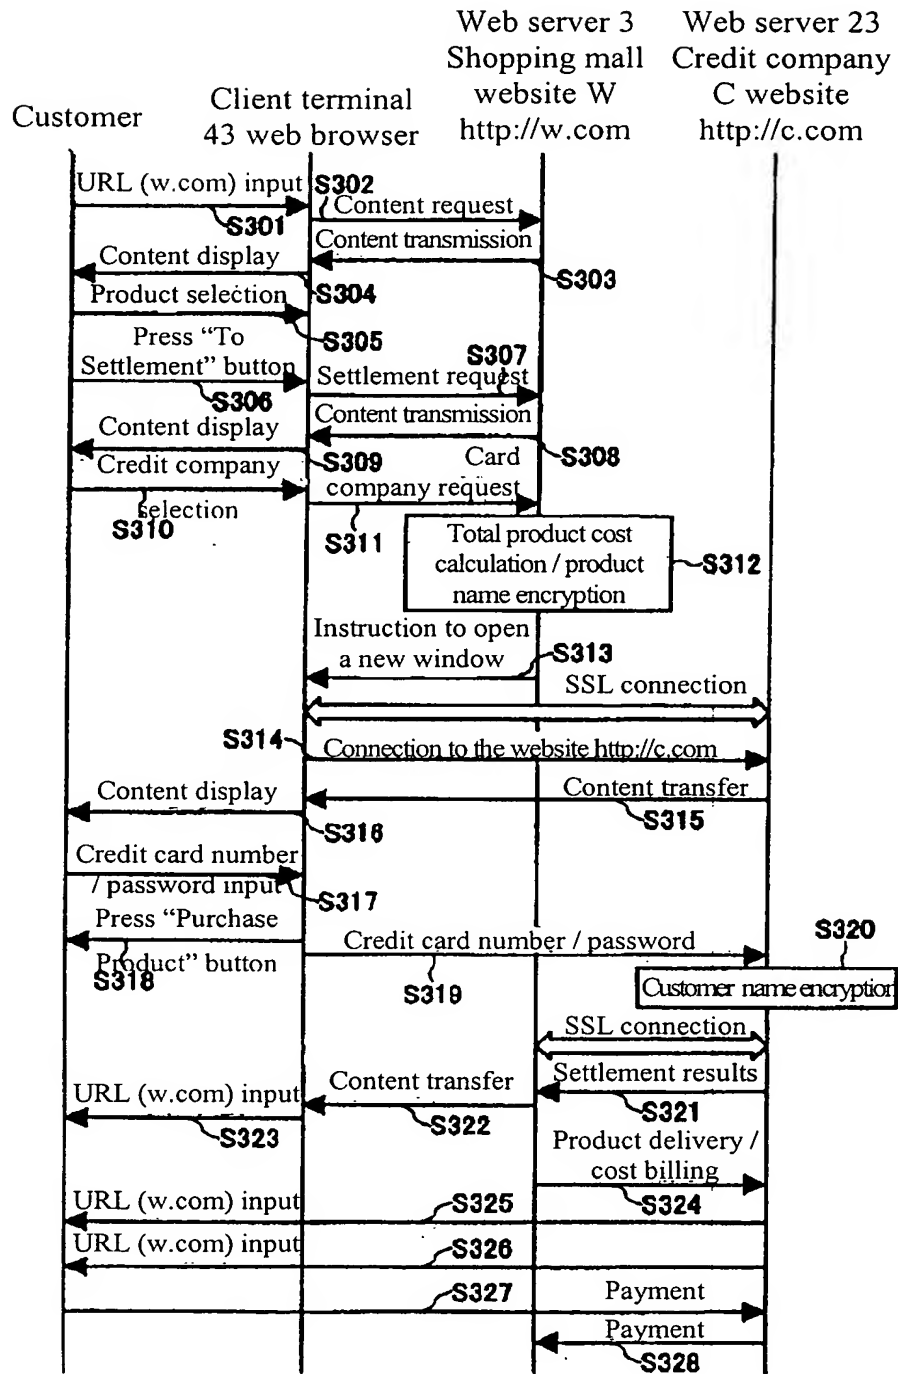 Web server 3
Shopping mall
website W
http://w.com
Web server 23
Credit company
C website
http://c.com
Customer
Client terminal
43 web browser
URL (w.com) input
S301
S302
Content request
Content transmission
S303
Content display
S304
Product selection
S305
Press “To
Settlement” button
S306
S307
Settlement request
Content transmission
S308
Content display
S309
Credit company
selection
S310
Card
company request
S311
Total product cost
calculation / product
name encryption
S312
Instruction to open
a new window
S313
SSL connection
S314
Connection to the website http://c.com
Content transfer
S315
Content display
S316
Credit card number
/ password input
S317
Press “Purchase
Product” button
S318
Credit card number / password
S319
S320
Customer name encryption
SSL connection
Settlement results
S321
Content transfer
S322
URL (w.com) input
S323
Product delivery /
cost billing
S324
URL (w.com) input
S325
URL (w.com) input
S326
S327
Payment
Payment
S328